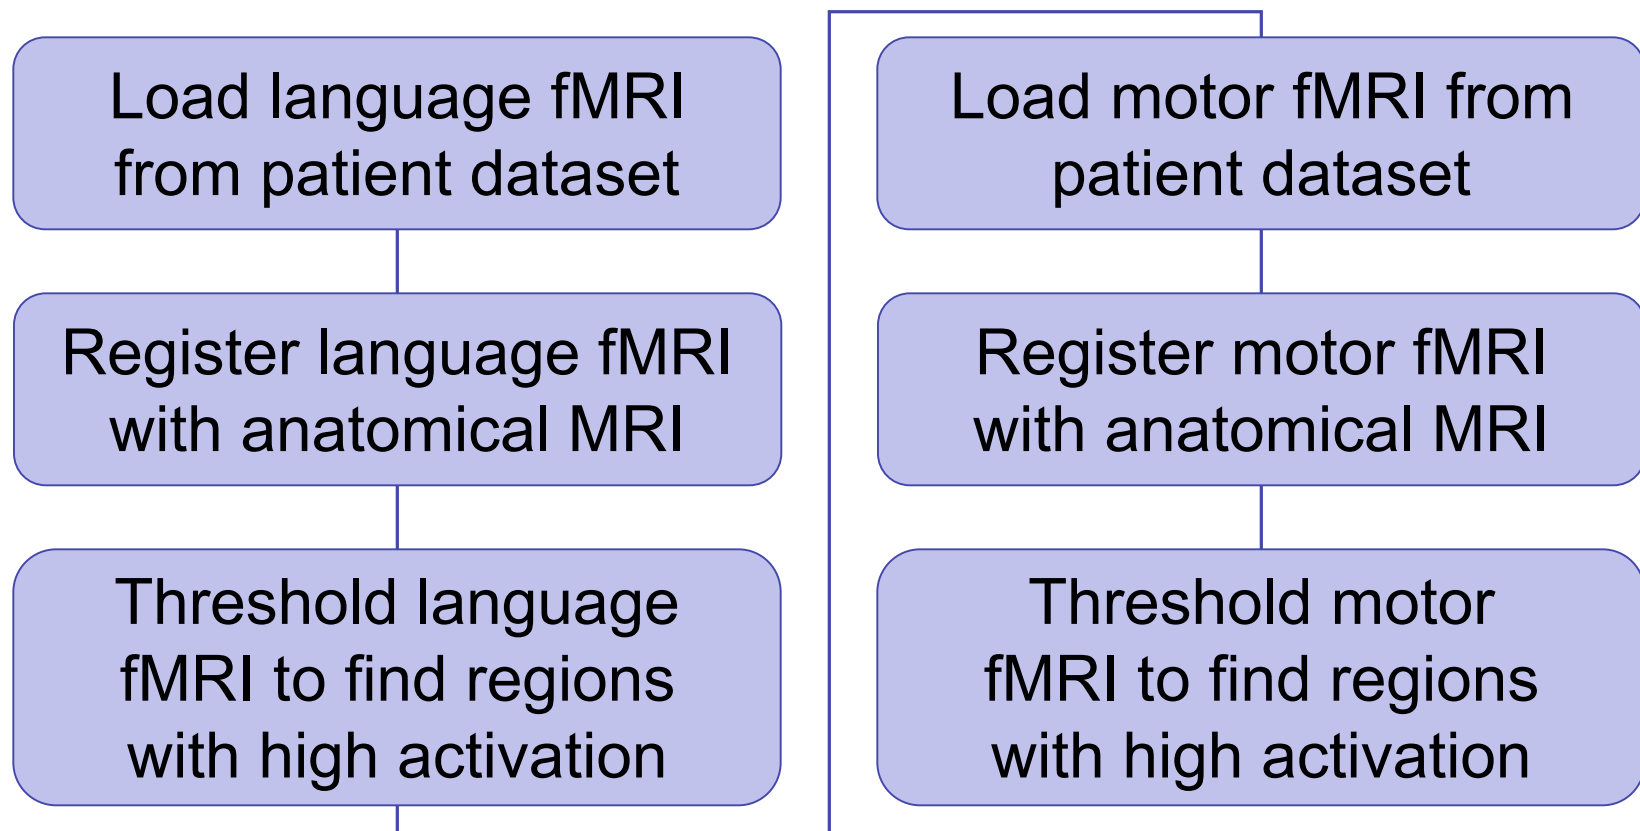 Load language fMRI
from patient dataset
Register language fMRI
with anatomical MRI
Threshold language
fMRI to find regions
with high activation
Load motor fMRI from
patient dataset
Register motor fMRI
with anatomical MRI
Threshold motor
fMRI to find regions
with high activation